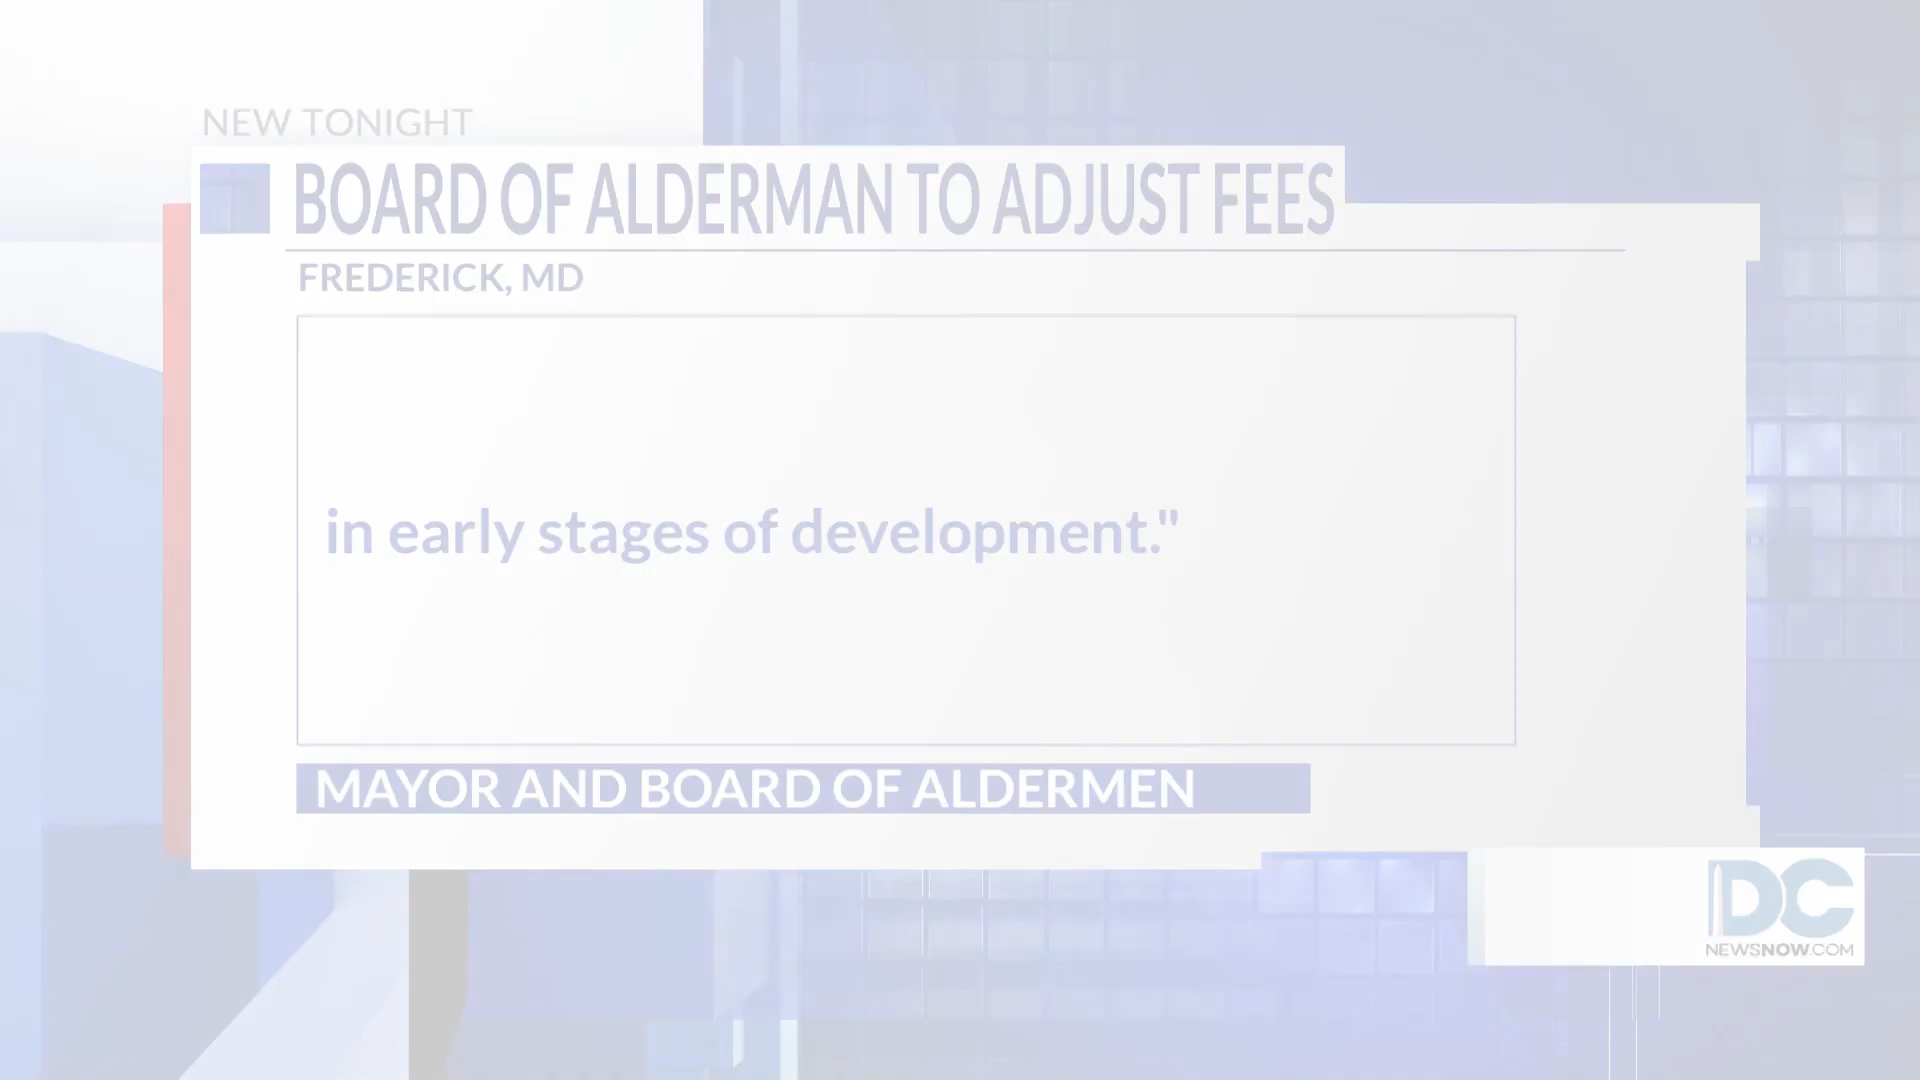 NEW TONIGHT
BOARD OF ALDERMAN TO ADJUST FEES
FREDERICK, MD
in early stages of development."
MAYOR AND BOARD OF ALDERMEN
DC
NEWSNOW.COM